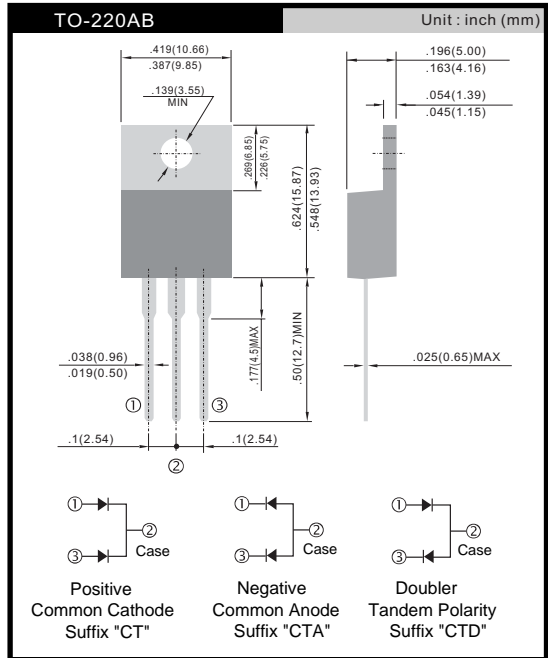 TO-220AB
Unit : inch (mm)
.419(10.66)
.387(9.85)
.139(3.55)
MIN
.196(5.00)
.163(4.16)
.054(1.39)
.045(1.15)
.269(6.85)
.226(5.75)
.624(15.87)
.548(13.93)
.177(4.5)MAX
.50(12.7)MIN
.038(0.96)
.019(0.50)
.025(0.65)MAX
① ③
.1(2.54) .1(2.54)
②
① ① ①
② ② ②
③ Case ③ Case ③ Case
Positive
Common Cathode
Suffix "CT"
Negative
Common Anode
Suffix "CTA"
Doubler
Tandem Polarity
Suffix "CTD"